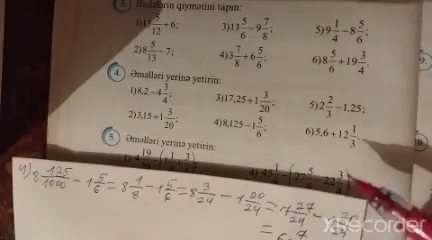 3. İfadələrin qiymətini tapın:
1) 15 5/12 + 6; 3) 13 5/6 − 9 7/8; 5) 9 1/4 − 8 5/6;
2) 8 5/13 − 7; 4) 3 7/8 + 6 5/6; 6) 8 5/6 + 19 3/4.
4. Əməlləri yerinə yetirin:
1) 8,2 − 4 3/4; 3) 17,25 + 1 3/20; 5) 2 2/3 − 1,25;
2) 3,15 + 1 3/20; 4) 8,125 − 1 5/6; 6) 5,6 + 12 1/3.
5. Əməlləri yerinə yetirin:
4) 8 125/1000 − 1 5/6 = 8 1/8 − 1 5/6 = 8 3/24 − 1 20/24 = 7 27/24 −
=